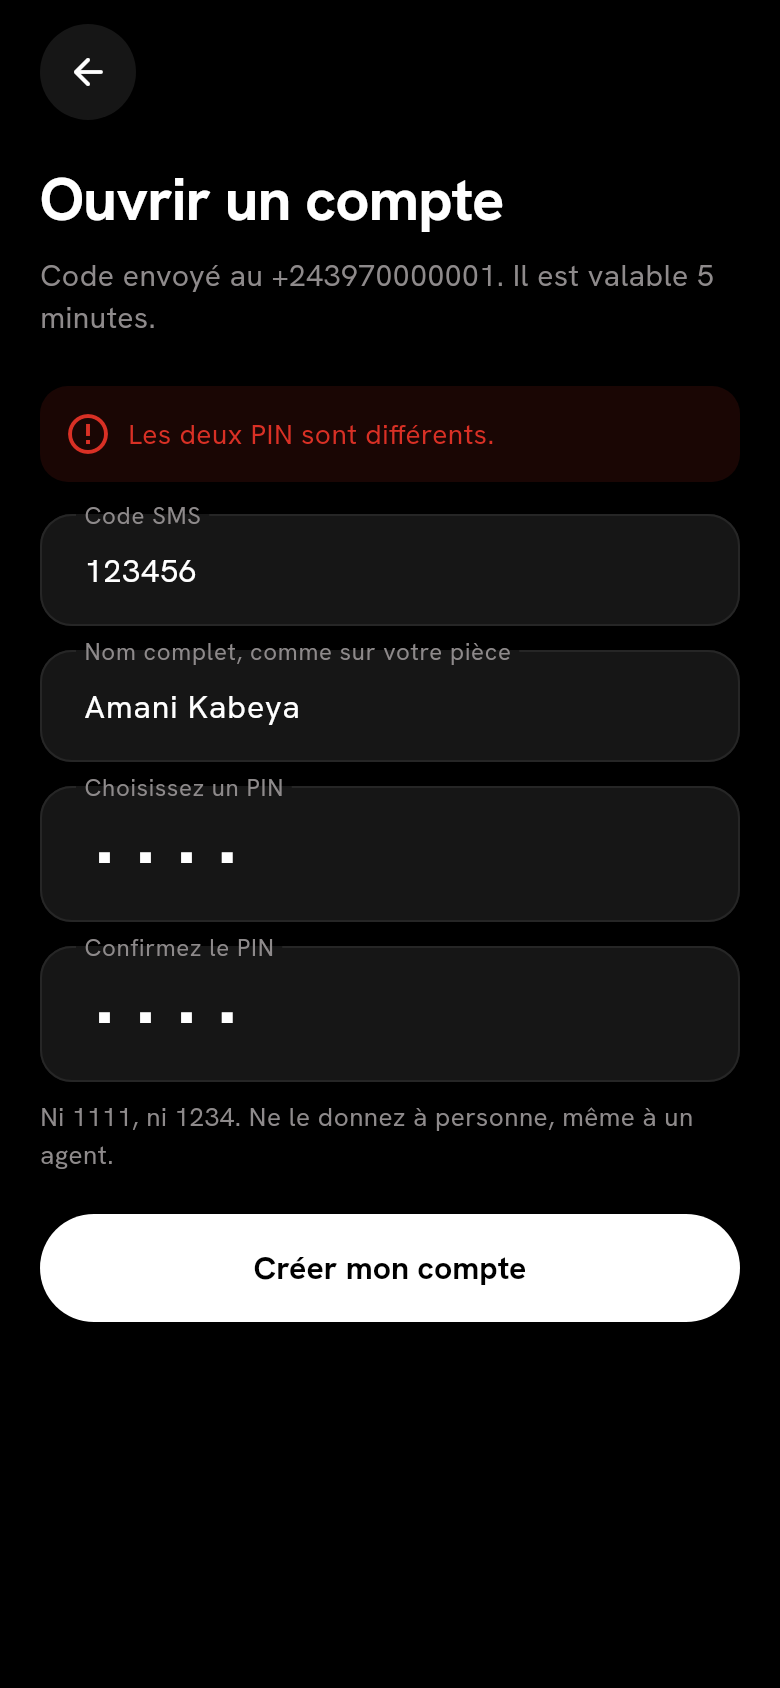 Ouvrir un compte
Code envoyé au +243970000001. Il est valable 5
minutes.
Les deux PIN sont différents.
Code SMS
123456
Nom complet, comme sur votre pièce
Amani Kabeya
Choisissez un PIN
Confirmez le PIN
Ni 1111, ni 1234. Ne le donnez à personne, même à un
agent.
Créer mon compte